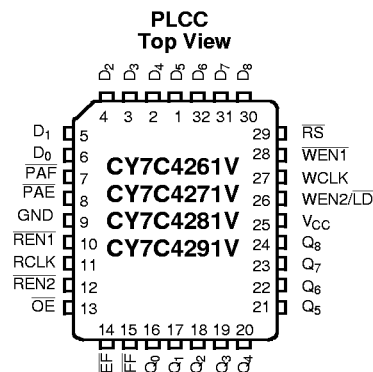 PLCC
Top View
D2 D3 D4 D5 D6 D7 D8
4 3 2 1 32 31 30
D1 5
D0 6
PAF 7
PAE 8
GND 9
REN1 10
RCLK 11
REN2 12
OE 13
CY7C4261V
CY7C4271V
CY7C4281V
CY7C4291V
29 RS
28 WEN1
27 WCLK
26 WEN2/LD
25 VCC
24 Q8
23 Q7
22 Q6
21 Q5
14 15 16 17 18 19 20
EF FF Q0 Q1 Q2 Q3 Q4